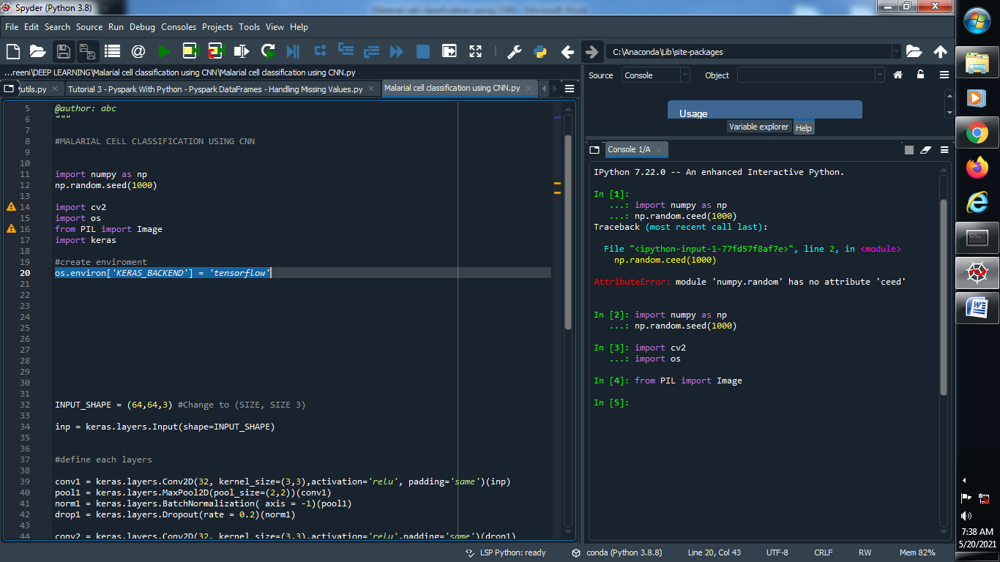 Spyder (Python 3.8)
Malarial cell classification using CNN - Microsoft Word
File Edit Search Source Run Debug Consoles Projects Tools View Help
C:\Anaconda\Lib\site-packages
...reeni\DEEP LEARNING\Malarial cell classification using CNN\Malarial cell classification using CNN.py
utils.py Tutorial 3 - Pyspark With Python - Pyspark DataFrames - Handling Missing Values.py Malarial cell classification using CNN.py
5 @author: abc
6 """
7
8 #MALARIAL CELL CLASSIFICATION USING CNN
9
10
11 import numpy as np
12 np.random.seed(1000)
13
14 import cv2
15 import os
16 from PIL import Image
17 import keras
18
19 #create enviroment
20 os.environ['KERAS_BACKEND'] = 'tensorflow'
21
22
23
24
25
26
27
28
29
30
31
32 INPUT_SHAPE = (64,64,3) #Change to (SIZE, SIZE 3)
33
34 inp = keras.layers.Input(shape=INPUT_SHAPE)
35
36
37 #define each layers
38
39 conv1 = keras.layers.Conv2D(32, kernel_size=(3,3),activation='relu', padding='same')(inp)
40 pool1 = keras.layers.MaxPool2D(pool_size=(2,2))(conv1)
41 norm1 = keras.layers.BatchNormalization( axis = -1)(pool1)
42 drop1 = keras.layers.Dropout(rate = 0.2)(norm1)
43
44 conv2 = keras.layers.Conv2D(32, kernel_size=(3,3),activation='relu',padding='same')(drop1)
Source Console Object
Usage
Variable explorer Help
Console 1/A
IPython 7.22.0 -- An enhanced Interactive Python.
In [1]:
...: import numpy as np
...: np.random.ceed(1000)
Traceback (most recent call last):
File "<ipython-input-1-77fd57f8af7e>", line 2, in <module>
np.random.ceed(1000)
AttributeError: module 'numpy.random' has no attribute 'ceed'
In [2]: import numpy as np
...: np.random.seed(1000)
In [3]: import cv2
...: import os
In [4]: from PIL import Image
In [5]:
LSP Python: ready conda (Python 3.8.8) Line 20, Col 43 UTF-8 CRLF RW Mem 82%
7:38 AM
5/20/2021